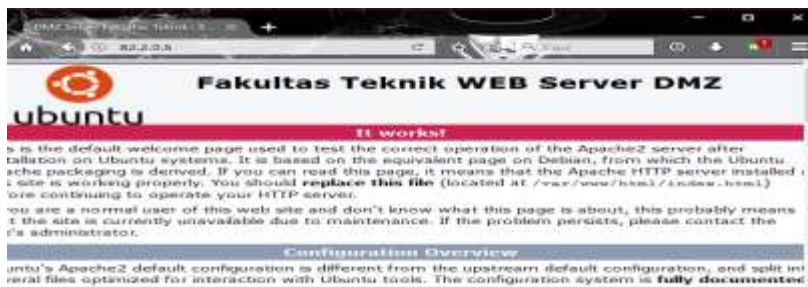 DMZ Server Fakultas Teknik
82.2.0.5
Fakultas Teknik WEB Server DMZ
ubuntu
It works!
s is the default welcome page used to test the correct operation of the Apache2 server after
tallation on Ubuntu systems. It is based on the equivalent page on Debian, from which the Ubuntu
ache packaging is derived. If you can read this page, it means that the Apache HTTP server installed
s site is working properly. You should replace this file (located at /var/www/html/index.html)
ore continuing to operate your HTTP server.
ou are a normal user of this web site and don't know what this page is about, this probably means
t the site is currently unavailable due to maintenance. If the problem persists, please contact the
's administrator.
Configuration Overview
untu's Apache2 default configuration is different from the upstream default configuration, and split int
veral files optimized for interaction with Ubuntu tools. The configuration system is fully documented